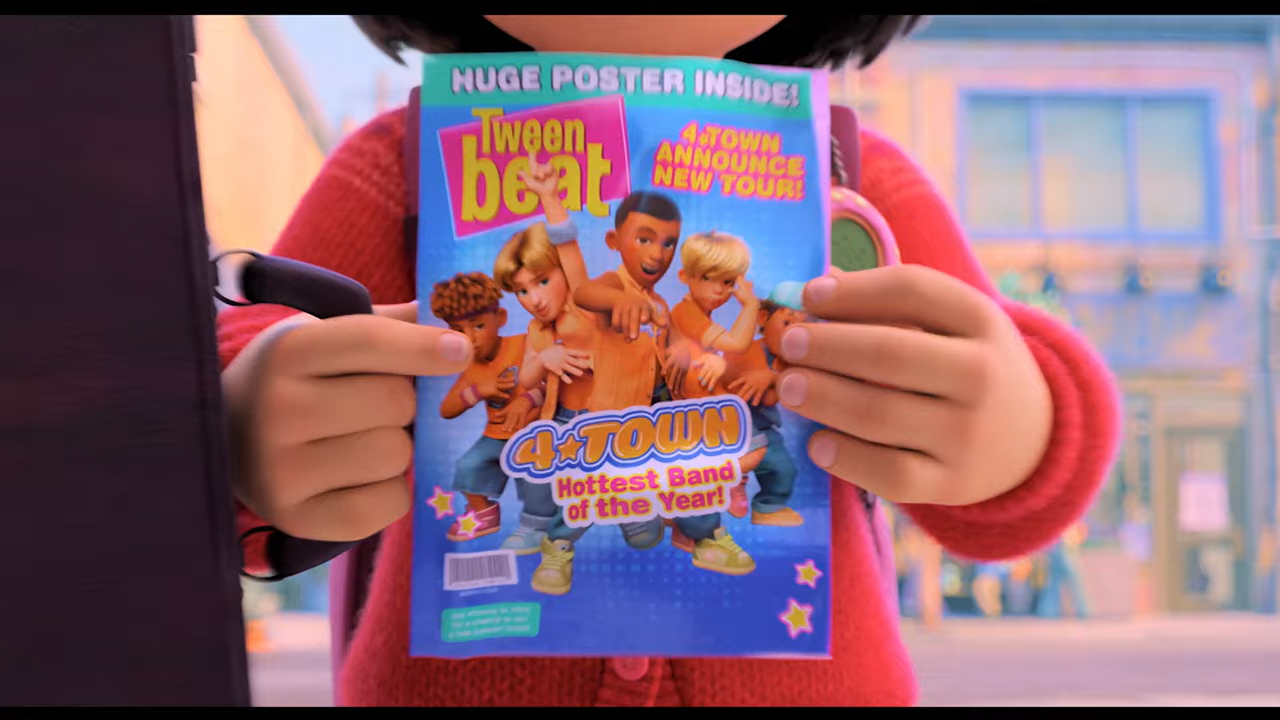 HUGE POSTER INSIDE!
Tween
beat
4★TOWN
ANNOUNCE
NEW TOUR!
4★TOWN
Hottest Band
of the Year!